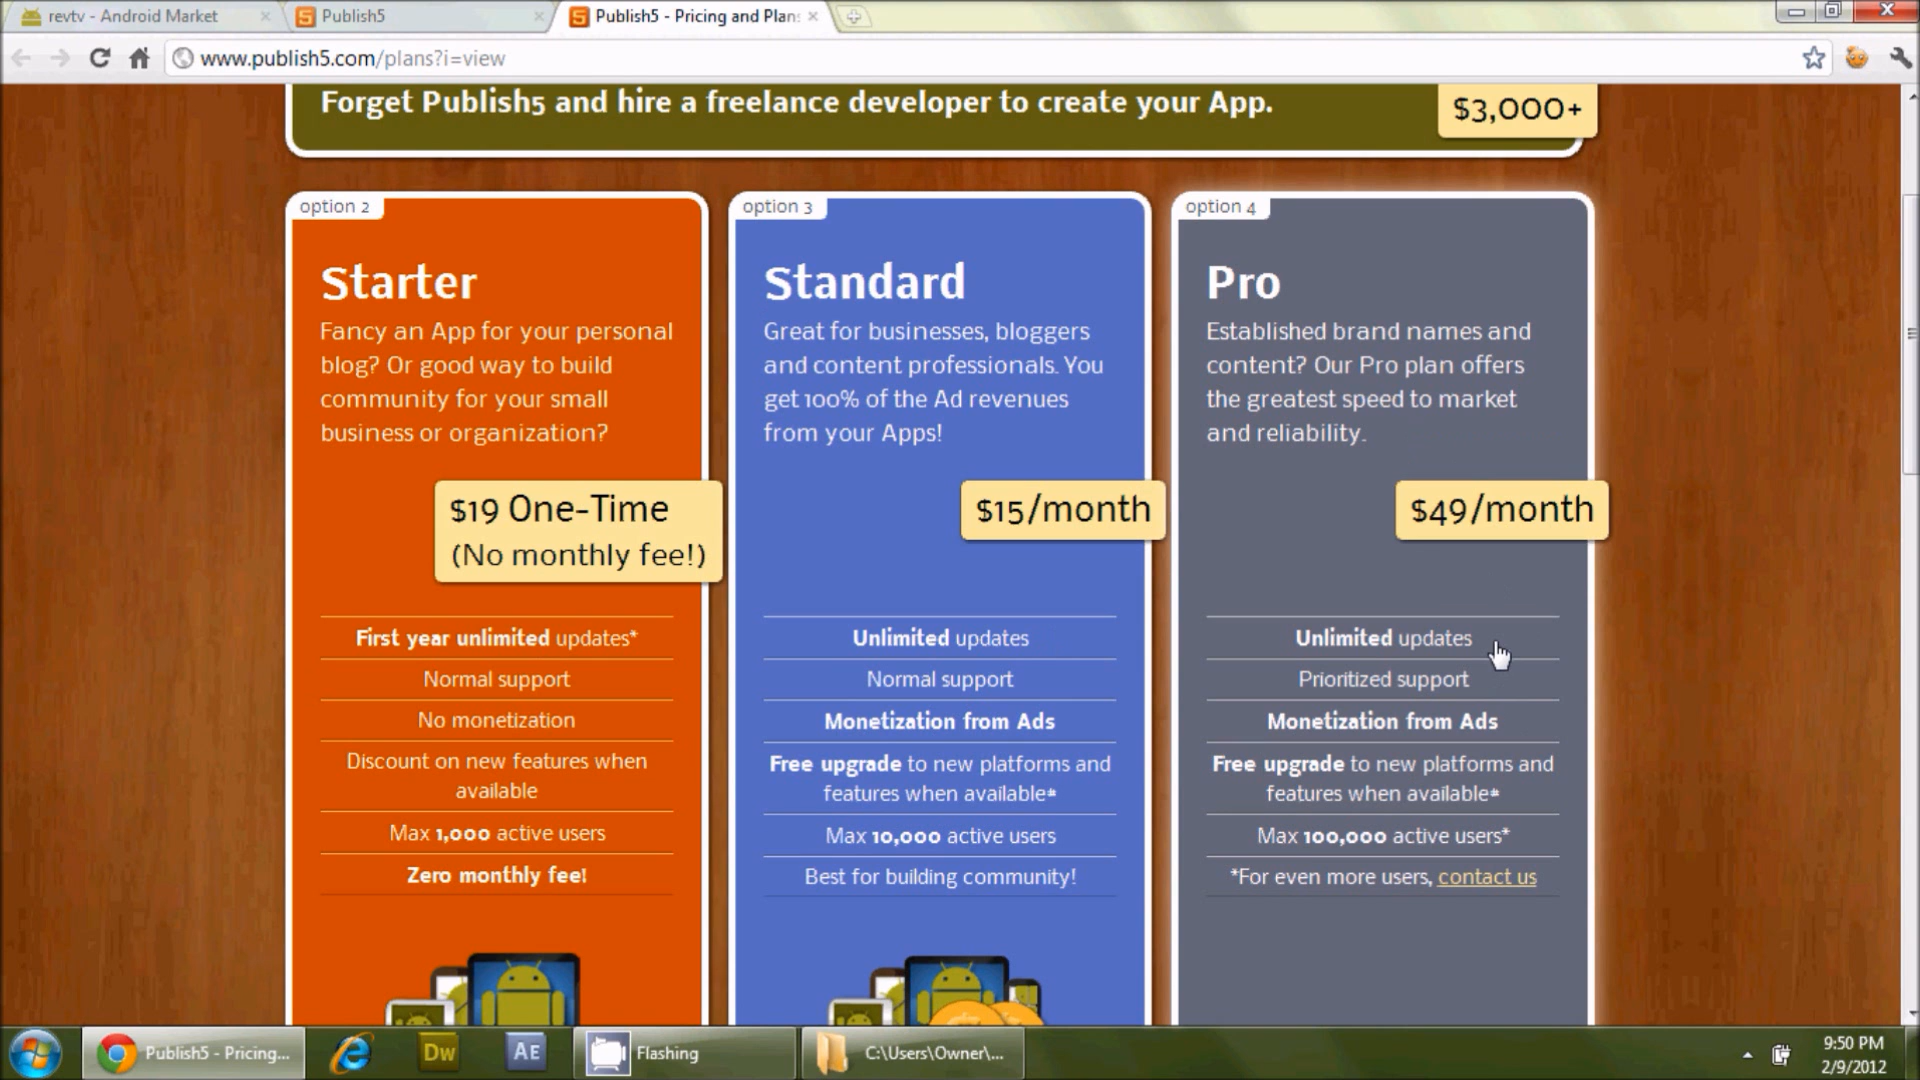 revtv - Android Market
Publish5
Publish5 - Pricing and Plan
www.publish5.com/plans?i=view
Forget Publish5 and hire a freelance developer to create your App.
$3,000+
option 2
Starter
Fancy an App for your personal
blog? Or good way to build
community for your small
business or organization?
$19 One-Time
(No monthly fee!)
First year unlimited updates*
Normal support
No monetization
Discount on new features when
available
Max 1,000 active users
Zero monthly fee!
option 3
Standard
Great for businesses, bloggers
and content professionals. You
get 100% of the Ad revenues
from your Apps!
$15/month
Unlimited updates
Normal support
Monetization from Ads
Free upgrade to new platforms and
features when available*
Max 10,000 active users
Best for building community!
option 4
Pro
Established brand names and
content? Our Pro plan offers
the greatest speed to market
and reliability.
$49/month
Unlimited updates
Prioritized support
Monetization from Ads
Free upgrade to new platforms and
features when available*
Max 100,000 active users*
*For even more users, contact us
Publish5 - Pricing...
Dw
AE
Flashing
C:\Users\Owner\...
9:50 PM
2/9/2012